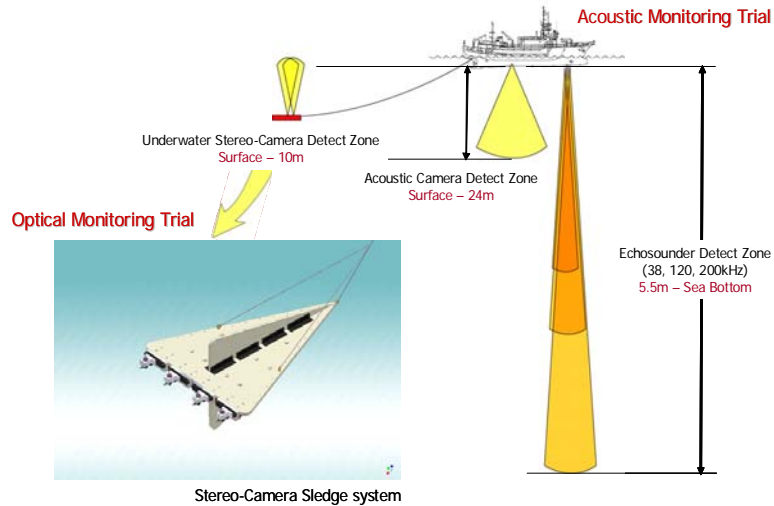 Acoustic Monitoring Trial
Underwater Stereo-Camera Detect Zone
Surface – 10m
Acoustic Camera Detect Zone
Surface – 24m
Optical Monitoring Trial
Echosounder Detect Zone
(38, 120, 200kHz)
5.5m – Sea Bottom
Stereo-Camera Sledge system